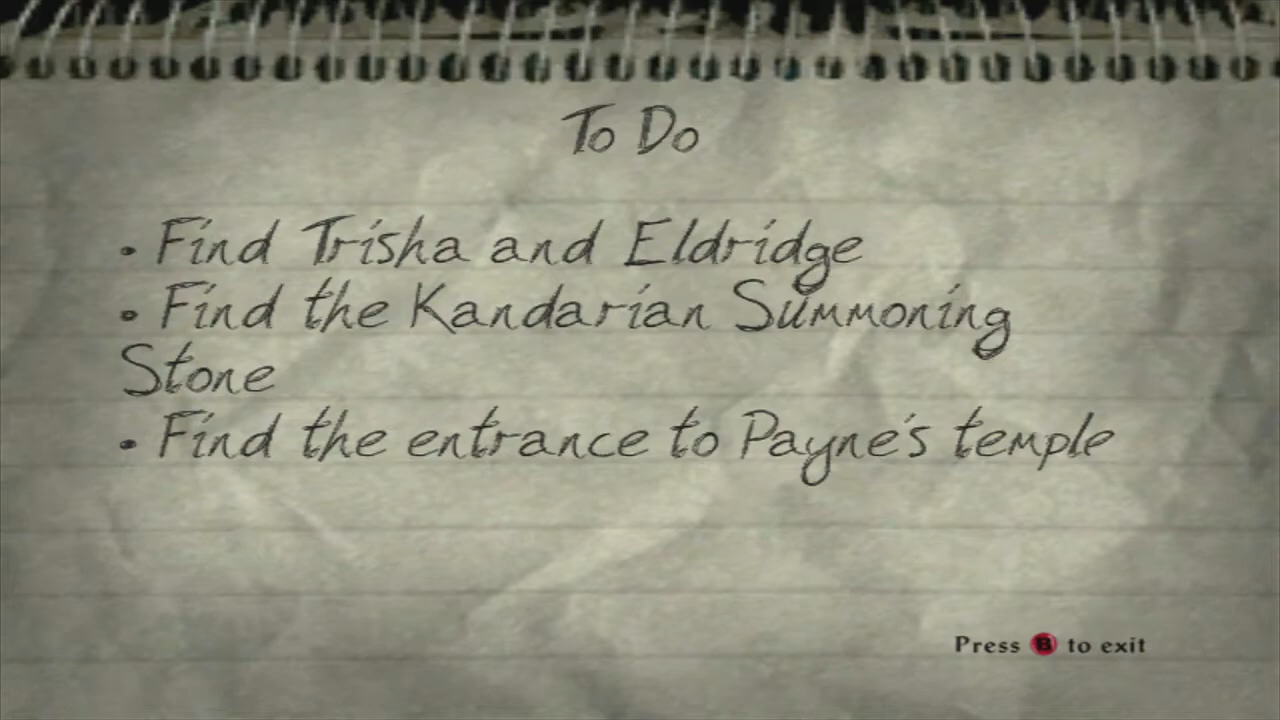 To Do
• Find Trisha and Eldridge
• Find the Kandarian Summoning
Stone
• Find the entrance to Payne's temple
Press B to exit